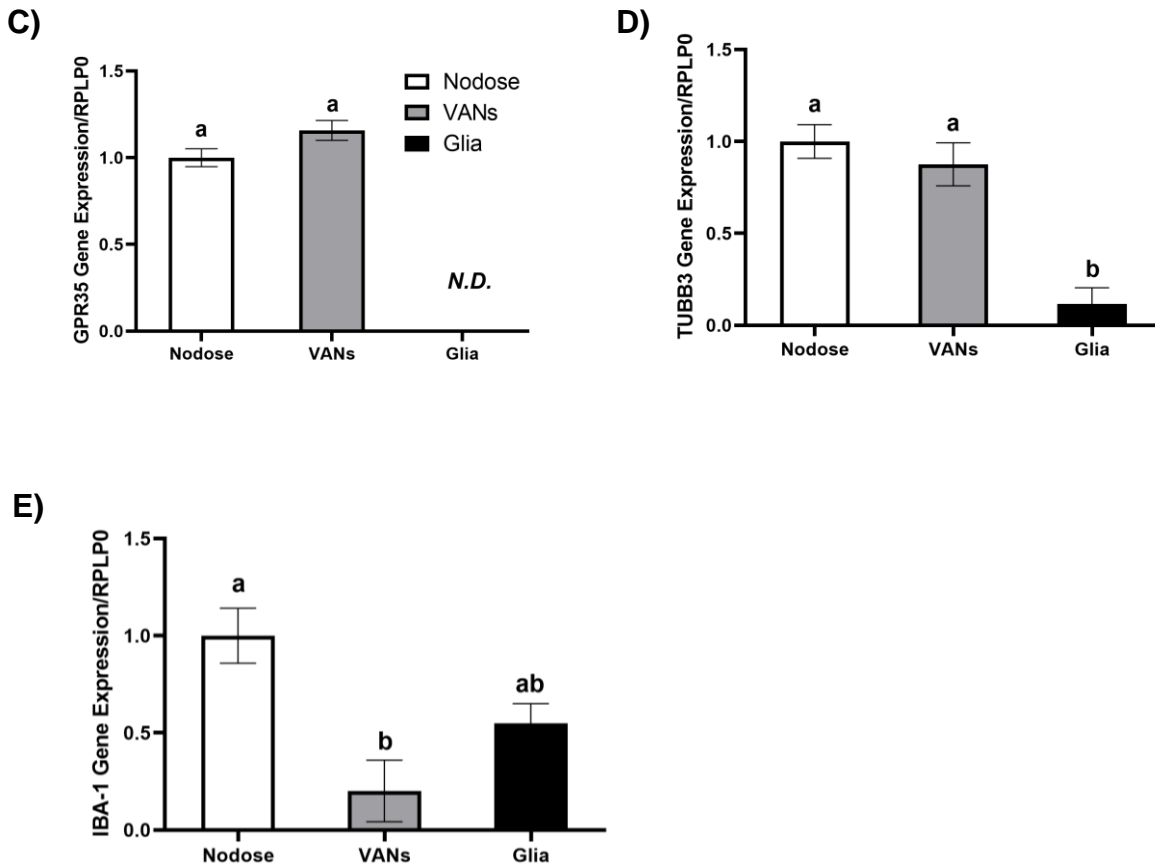 C)
GPR35 Gene Expression/RPLP0
1.5
1.0
0.5
0.0
a
a
N.D.
Nodose
VANs
Glia
Nodose VANs Glia
D)
TUBB3 Gene Expression/RPLP0
1.5
1.0
0.5
0.0
a
a
b
Nodose VANs Glia
E)
IBA-1 Gene Expression/RPLP0
1.5
1.0
0.5
0.0
a
b
ab
Nodose VANs Glia